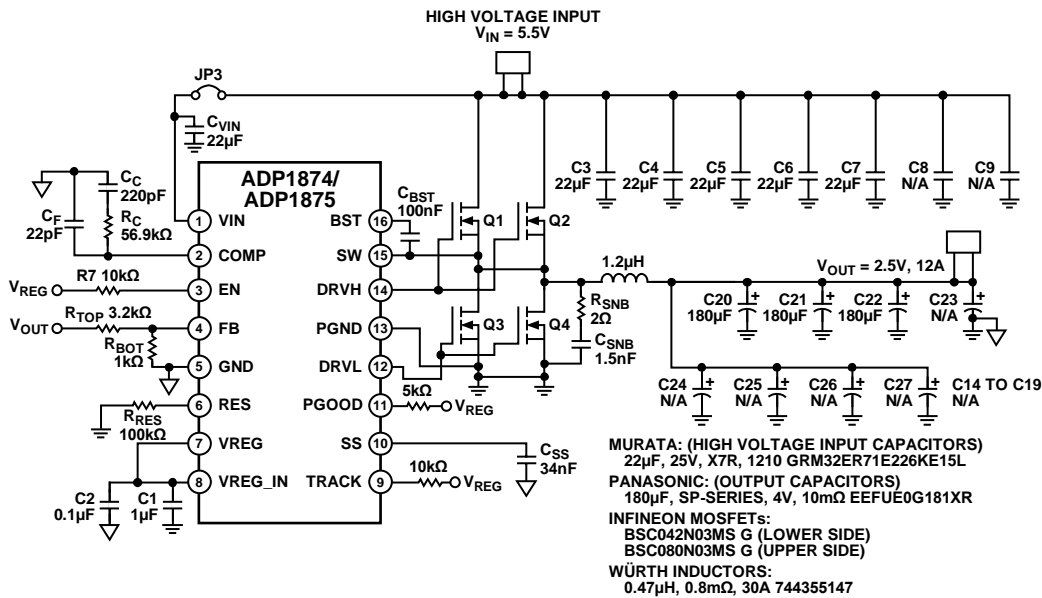 HIGH VOLTAGE INPUT
VIN = 5.5V
JP3
CVIN
22µF
CC
220pF
CF
22pF
RC
56.9kΩ
ADP1874/
ADP1875
CBST
100nF
C3
22µF
C4
22µF
C5
22µF
C6
22µF
C7
22µF
C8
N/A
C9
N/A
1 VIN
2 COMP
3 EN
4 FB
5 GND
6 RES
7 VREG
8 VREG_IN
BST 16
SW 15
DRVH 14
PGND 13
DRVL 12
PGOOD 11
SS 10
TRACK 9
Q1
Q2
Q3
Q4
VREG
R7 10kΩ
VOUT
RTOP 3.2kΩ
RBOT
1kΩ
RRES
100kΩ
C2
0.1µF
C1
1µF
5kΩ
VREG
CSS
34nF
10kΩ
VREG
1.2µH
RSNB
2Ω
CSNB
1.5nF
VOUT = 2.5V, 12A
C20
180µF
+
C21
180µF
+
C22
180µF
+
C23
N/A
+
C24
N/A
+
C25
N/A
+
C26
N/A
+
C27
N/A
+
C14 TO C19
N/A
MURATA: (HIGH VOLTAGE INPUT CAPACITORS)
22µF, 25V, X7R, 1210 GRM32ER71E226KE15L
PANASONIC: (OUTPUT CAPACITORS)
180µF, SP-SERIES, 4V, 10mΩ EEFUE0G181XR
INFINEON MOSFETs:
BSC042N03MS G (LOWER SIDE)
BSC080N03MS G (UPPER SIDE)
WÜRTH INDUCTORS:
0.47µH, 0.8mΩ, 30A 744355147